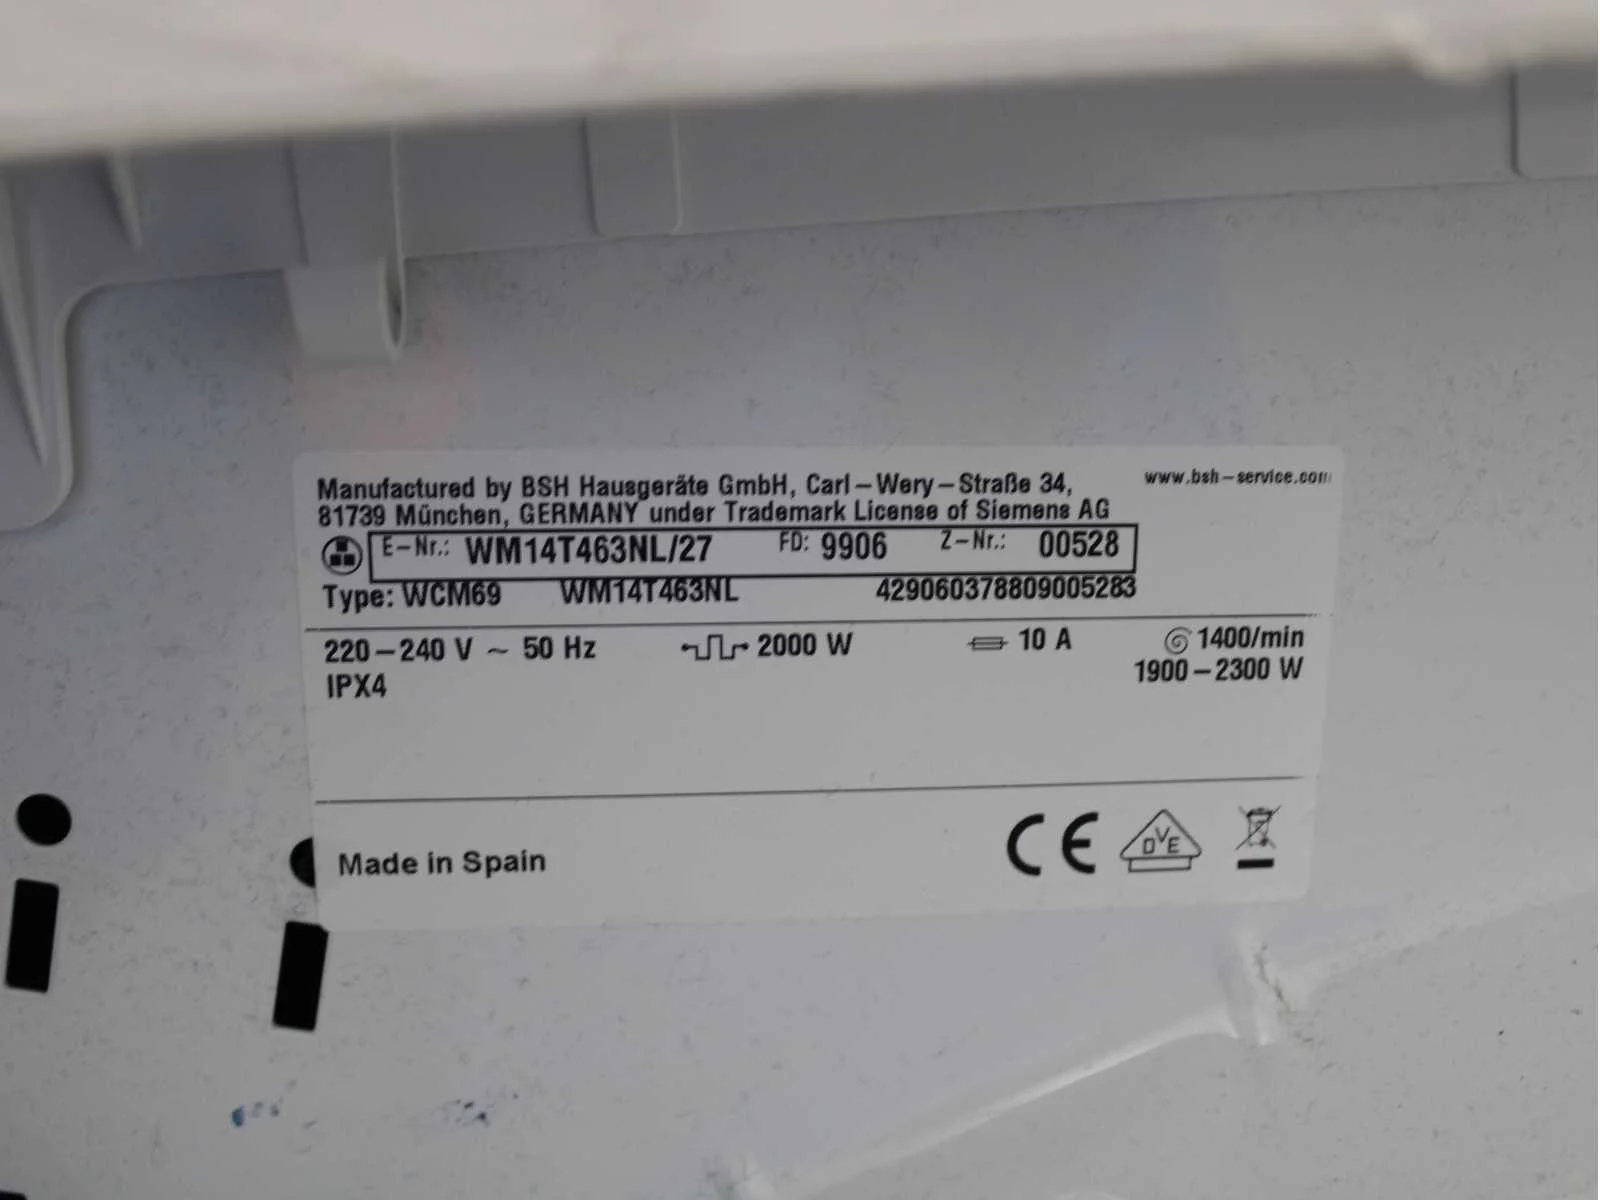 Manufactured by BSH Hausgeräte GmbH, Carl-Wery-Straße 34,
www.bsh-service.com
81739 München, GERMANY under Trademark License of Siemens AG
E-Nr.: WM14T463NL/27 FD: 9906 Z-Nr.: 00528
Type: WCM69 WM14T463NL 429060378809005283
220-240 V ~ 50 Hz 2000 W 10 A 1400/min
IPX4 1900-2300 W
Made in Spain CE DVE